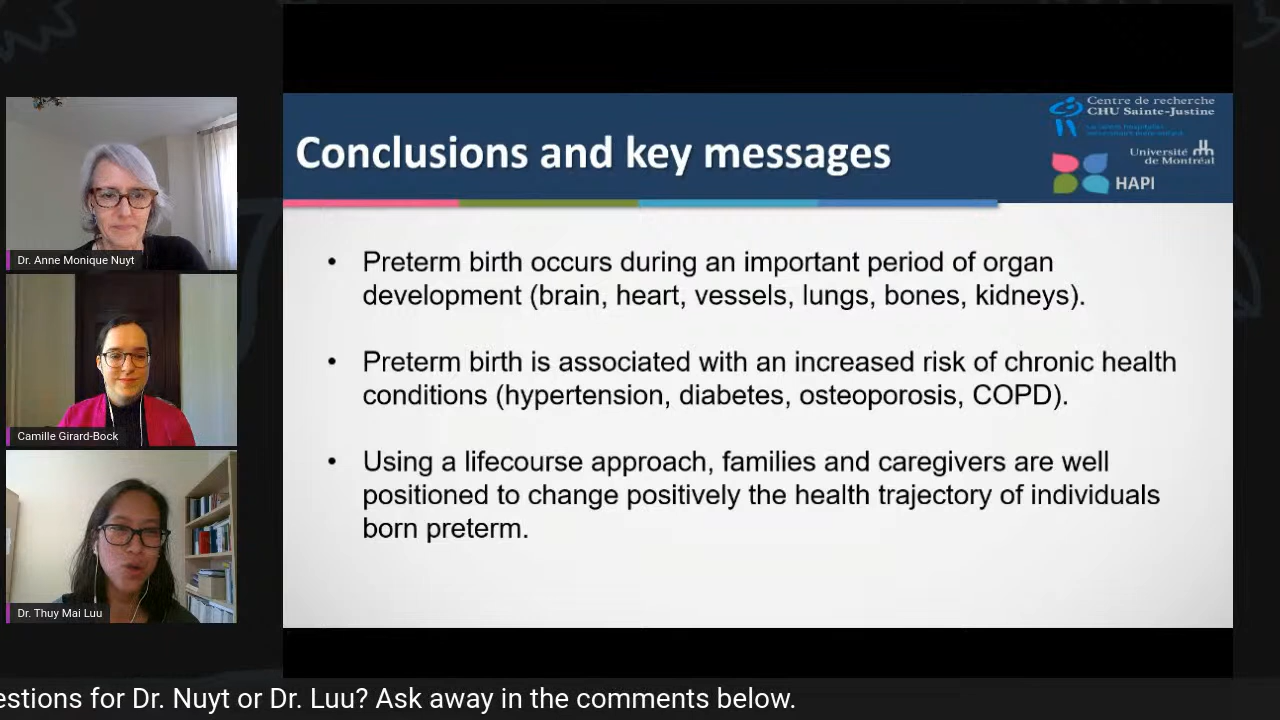 Conclusions and key messages
Centre de recherche
CHU Sainte-Justine
Université
de Montréal
HAPI
• Preterm birth occurs during an important period of organ
development (brain, heart, vessels, lungs, bones, kidneys).
• Preterm birth is associated with an increased risk of chronic health
conditions (hypertension, diabetes, osteoporosis, COPD).
• Using a lifecourse approach, families and caregivers are well
positioned to change positively the health trajectory of individuals
born preterm.
Dr. Anne Monique Nuyt
Camille Girard-Bock
Dr. Thuy Mai Luu
estions for Dr. Nuyt or Dr. Luu? Ask away in the comments below.